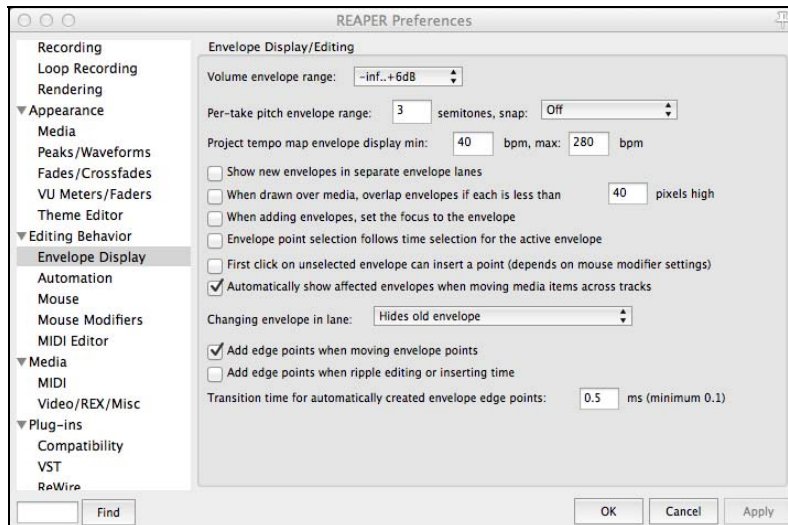 REAPER Preferences
Recording
Loop Recording
Rendering
Appearance
Media
Peaks/Waveforms
Fades/Crossfades
VU Meters/Faders
Theme Editor
Editing Behavior
Envelope Display
Automation
Mouse
Mouse Modifiers
MIDI Editor
Media
MIDI
Video/REX/Misc
Plug-ins
Compatibility
VST
ReWire
Find
Envelope Display/Editing
Volume envelope range: -inf..+6dB
Per-take pitch envelope range: 3 semitones, snap: Off
Project tempo map envelope display min: 40 bpm, max: 280 bpm
Show new envelopes in separate envelope lanes
When drawn over media, overlap envelopes if each is less than 40 pixels high
When adding envelopes, set the focus to the envelope
Envelope point selection follows time selection for the active envelope
First click on unselected envelope can insert a point (depends on mouse modifier settings)
Automatically show affected envelopes when moving media items across tracks
Changing envelope in lane: Hides old envelope
Add edge points when moving envelope points
Add edge points when ripple editing or inserting time
Transition time for automatically created envelope edge points: 0.5 ms (minimum 0.1)
OK Cancel Apply